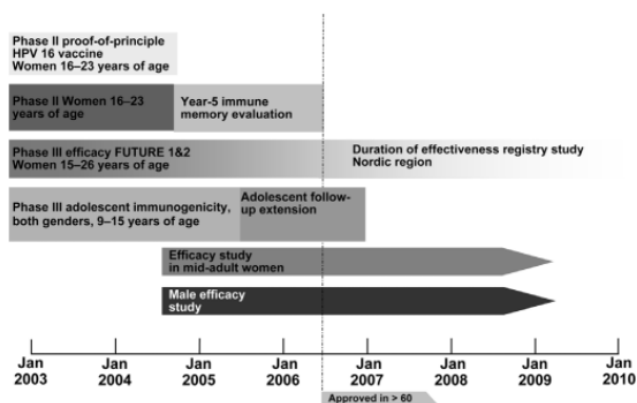 Phase II proof-of-principle
HPV 16 vaccine
Women 16–23 years of age
Phase II Women 16–23
years of age
Year-5 immune
memory evaluation
Phase III efficacy FUTURE 1&2
Women 15–26 years of age
Duration of effectiveness registry study
Nordic region
Phase III adolescent immunogenicity,
both genders, 9–15 years of age
Adolescent follow-
up extension
Efficacy study
in mid-adult women
Male efficacy
study
Jan Jan Jan Jan Jan Jan Jan Jan
2003 2004 2005 2006 2007 2008 2009 2010
Approved in > 60